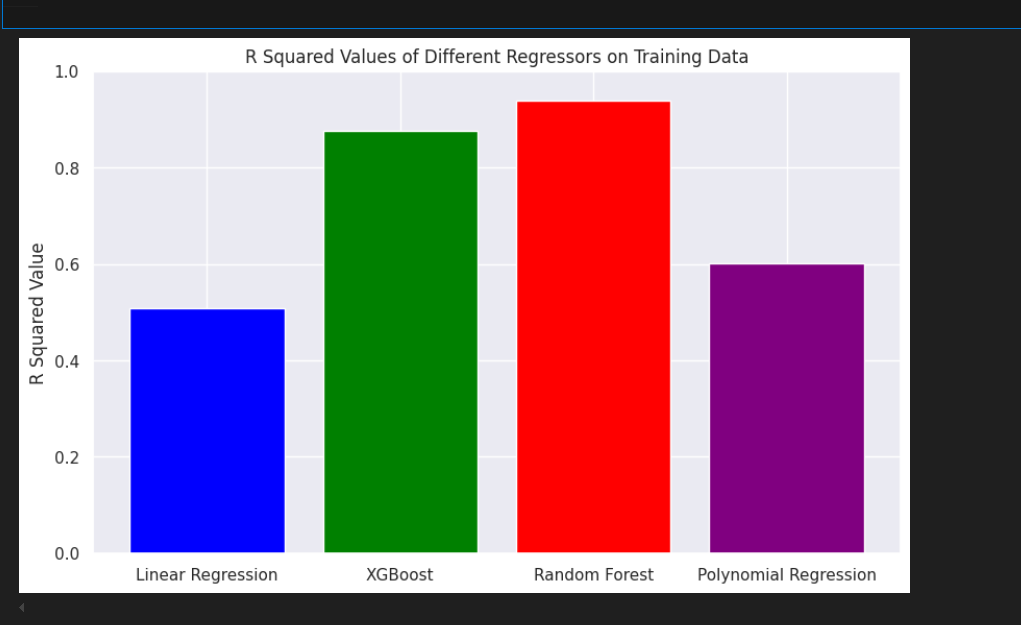 R Squared Values of Different Regressors on Training Data
1.0
0.8
0.6
0.4
0.2
0.0
R Squared Value
Linear Regression
XGBoost
Random Forest
Polynomial Regression